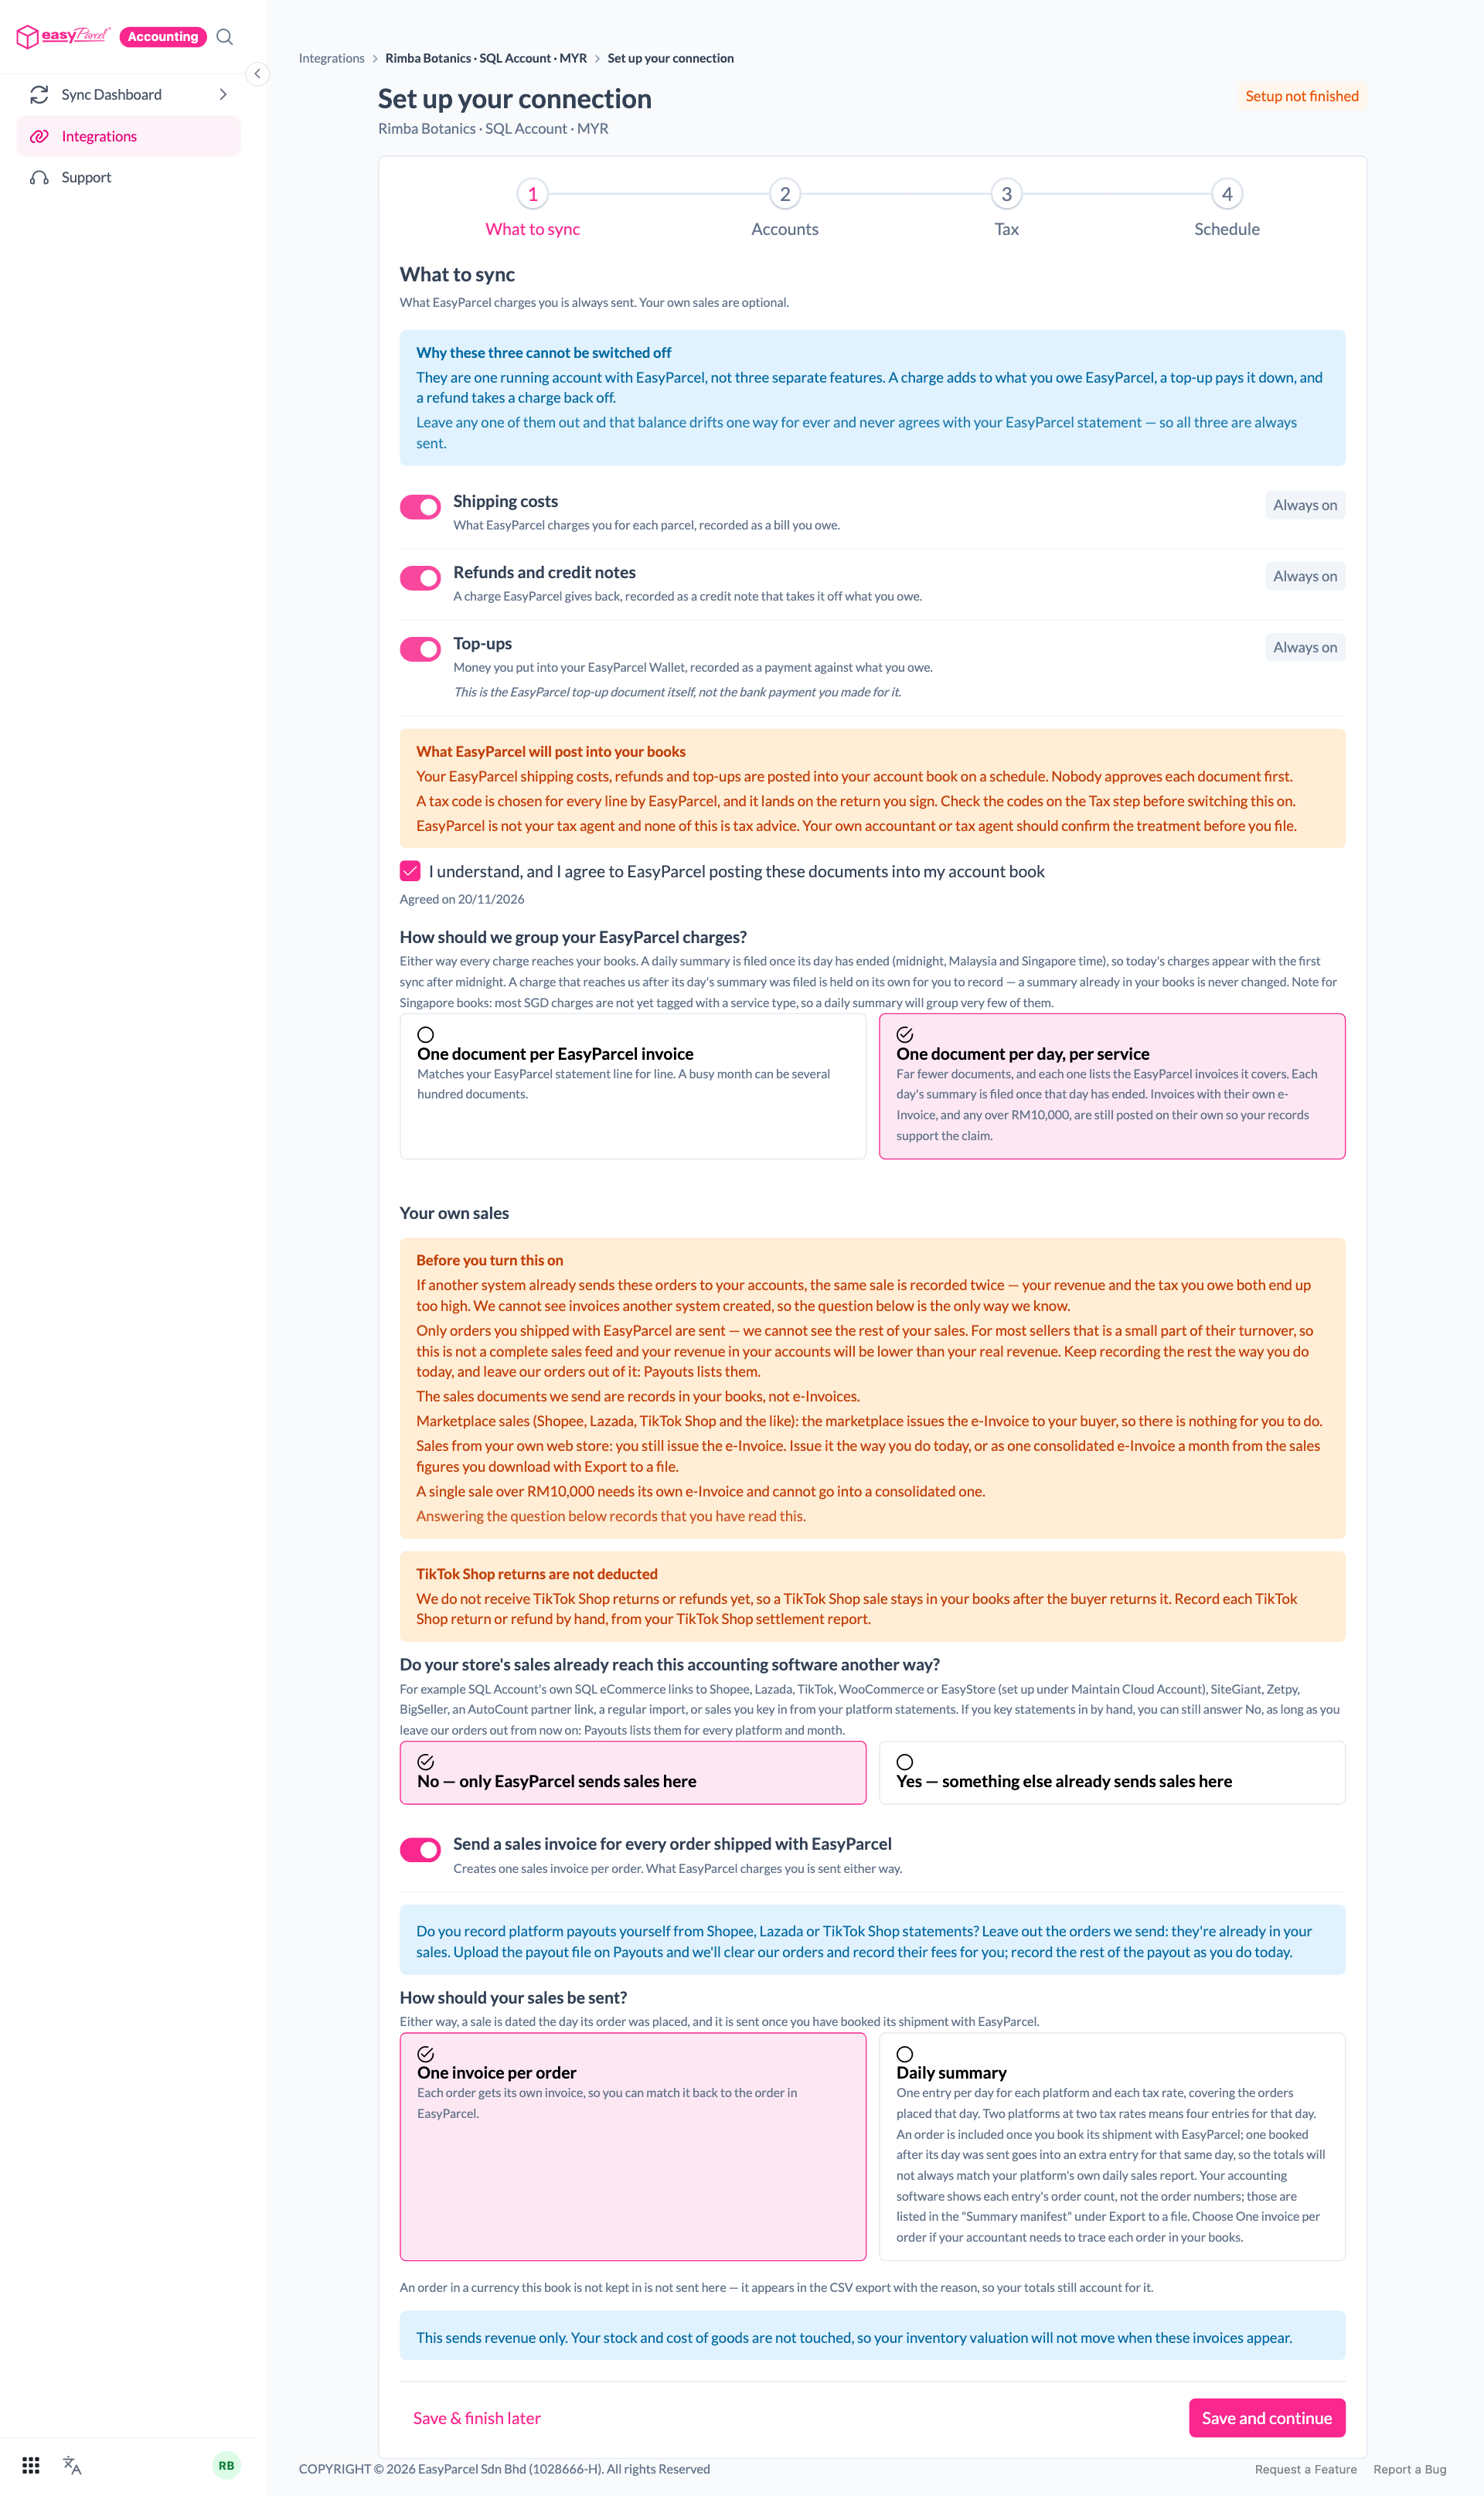 easyParcel Accounting
Sync Dashboard
Integrations
Support
Integrations > Rimba Botanics · SQL Account · MYR > Set up your connection
Set up your connection
Setup not finished
Rimba Botanics · SQL Account · MYR
1 2 3 4
What to sync Accounts Tax Schedule
What to sync
What EasyParcel charges you is always sent. Your own sales are optional.
Why these three cannot be switched off
They are one running account with EasyParcel, not three separate features. A charge adds to what you owe EasyParcel, a top-up pays it down, and
a refund takes a charge back off.
Leave any one of them out and that balance drifts one way for ever and never agrees with your EasyParcel statement — so all three are always
sent.
Shipping costs
Always on
What EasyParcel charges you for each parcel, recorded as a bill you owe.
Refunds and credit notes
Always on
A charge EasyParcel gives back, recorded as a credit note that takes it off what you owe.
Top-ups
Always on
Money you put into your EasyParcel Wallet, recorded as a payment against what you owe.
This is the EasyParcel top-up document itself, not the bank payment you made for it.
What EasyParcel will post into your books
Your EasyParcel shipping costs, refunds and top-ups are posted into your account book on a schedule. Nobody approves each document first.
A tax code is chosen for every line by EasyParcel, and it lands on the return you sign. Check the codes on the Tax step before switching this on.
EasyParcel is not your tax agent and none of this is tax advice. Your own accountant or tax agent should confirm the treatment before you file.
I understand, and I agree to EasyParcel posting these documents into my account book
Agreed on 20/11/2026
How should we group your EasyParcel charges?
Either way every charge reaches your books. A daily summary is filed once its day has ended (midnight, Malaysia and Singapore time), so today's charges appear with the first
sync after midnight. A charge that reaches us after its day's summary was filed is held on its own for you to record — a summary already in your books is never changed. Note for
Singapore books: most SGD charges are not yet tagged with a service type, so a daily summary will group very few of them.
One document per EasyParcel invoice
Matches your EasyParcel statement line for line. A busy month can be several
hundred documents.
One document per day, per service
Far fewer documents, and each one lists the EasyParcel invoices it covers. Each
day's summary is filed once that day has ended. Invoices with their own e-
Invoice, and any over RM10,000, are still posted on their own so your records
support the claim.
Your own sales
Before you turn this on
If another system already sends these orders to your accounts, the same sale is recorded twice — your revenue and the tax you owe both end up
too high. We cannot see invoices another system created, so the question below is the only way we know.
Only orders you shipped with EasyParcel are sent — we cannot see the rest of your sales. For most sellers that is a small part of their turnover, so
this is not a complete sales feed and your revenue in your accounts will be lower than your real revenue. Keep recording the rest the way you do
today, and leave our orders out of it: Payouts lists them.
The sales documents we send are records in your books, not e-Invoices.
Marketplace sales (Shopee, Lazada, TikTok Shop and the like): the marketplace issues the e-Invoice to your buyer, so there is nothing for you to do.
Sales from your own web store: you still issue the e-Invoice. Issue it the way you do today, or as one consolidated e-Invoice a month from the sales
figures you download with Export to a file.
A single sale over RM10,000 needs its own e-Invoice and cannot go into a consolidated one.
Answering the question below records that you have read this.
TikTok Shop returns are not deducted
We do not receive TikTok Shop returns or refunds yet, so a TikTok Shop sale stays in your books after the buyer returns it. Record each TikTok
Shop return or refund by hand, from your TikTok Shop settlement report.
Do your store's sales already reach this accounting software another way?
For example SQL Account's own SQL eCommerce links to Shopee, Lazada, TikTok, WooCommerce or EasyStore (set up under Maintain Cloud Account), SiteGiant, Zetpy,
BigSeller, an AutoCount partner link, a regular import, or sales you key in from your platform statements. If you key statements in by hand, you can still answer No, as long as you
leave our orders out from now on: Payouts lists them for every platform and month.
No — only EasyParcel sends sales here
Yes — something else already sends sales here
Send a sales invoice for every order shipped with EasyParcel
Creates one sales invoice per order. What EasyParcel charges you is sent either way.
Do you record platform payouts yourself from Shopee, Lazada or TikTok Shop statements? Leave out the orders we send: they're already in your
sales. Upload the payout file on Payouts and we'll clear our orders and record their fees for you; record the rest of the payout as you do today.
How should your sales be sent?
Either way, a sale is dated the day its order was placed, and it is sent once you have booked its shipment with EasyParcel.
One invoice per order
Each order gets its own invoice, so you can match it back to the order in
EasyParcel.
Daily summary
One entry per day for each platform and each tax rate, covering the orders
placed that day. Two platforms at two tax rates means four entries for that day.
An order is included once you book its shipment with EasyParcel; one booked
after its day was sent goes into an extra entry for that same day, so the totals will
not always match your platform's own daily sales report. Your accounting
software shows each entry's order count, not the order numbers; those are
listed in the "Summary manifest" under Export to a file. Choose One invoice per
order if your accountant needs to trace each order in your books.
An order in a currency this book is not kept in is not sent here — it appears in the CSV export with the reason, so your totals still account for it.
This sends revenue only. Your stock and cost of goods are not touched, so your inventory valuation will not move when these invoices appear.
Save & finish later
Save and continue
RB
COPYRIGHT © 2026 EasyParcel Sdn Bhd (1028666-H). All rights Reserved
Request a Feature Report a Bug